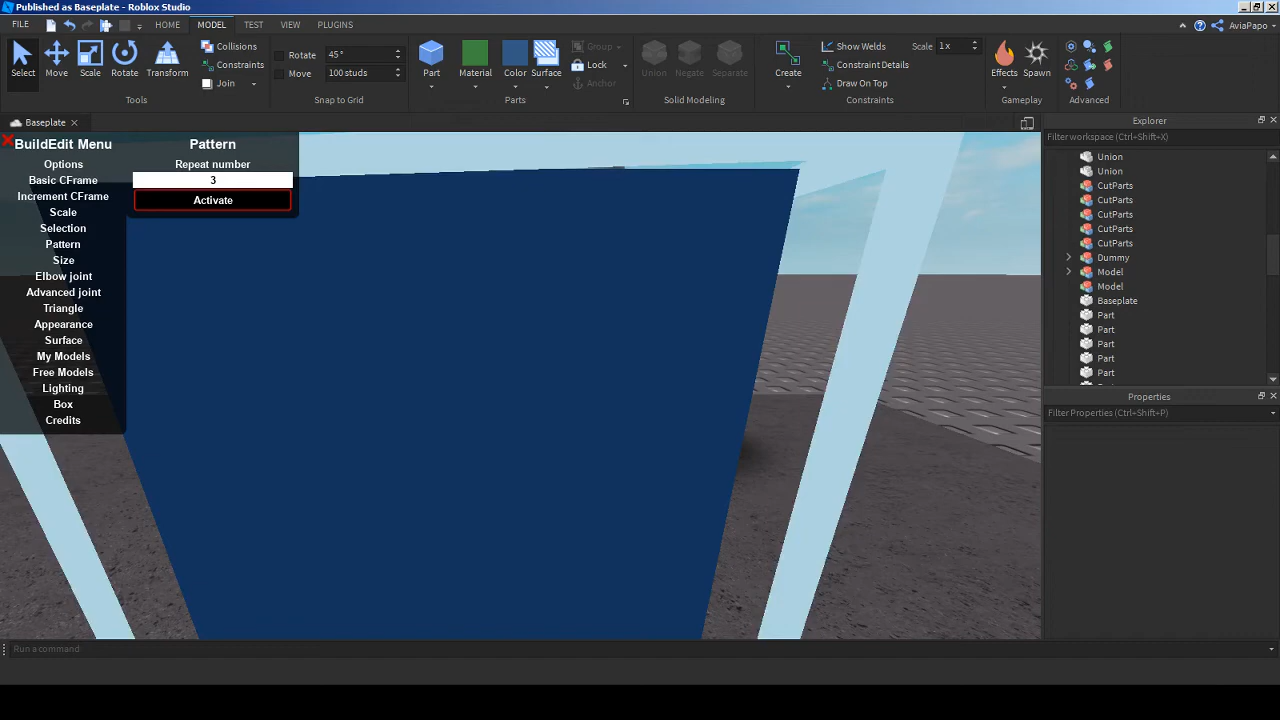 Published as Baseplate - Roblox Studio
FILE HOME MODEL TEST VIEW PLUGINS AviaPapo
Select Move Scale Rotate Transform
Collisions
Constraints
Join
Tools
Rotate 45°
Move 100 studs
Snap to Grid
Part Material Color Surface
Group
Lock
Anchor
Parts
Union Negate Separate
Solid Modeling
Create
Show Welds Scale 1x
Constraint Details
Draw On Top
Constraints
Effects Spawn
Gameplay
Advanced
Baseplate
BuildEdit Menu
Options
Basic CFrame
Increment CFrame
Scale
Selection
Pattern
Size
Elbow joint
Advanced joint
Triangle
Appearance
Surface
My Models
Free Models
Lighting
Box
Credits
Pattern
Repeat number
3
Activate
Explorer
Filter workspace (Ctrl+Shift+X)
Union
Union
CutParts
CutParts
CutParts
CutParts
CutParts
Dummy
Model
Model
Baseplate
Part
Part
Part
Part
Part
Properties
Filter Properties (Ctrl+Shift+P)
Run a command